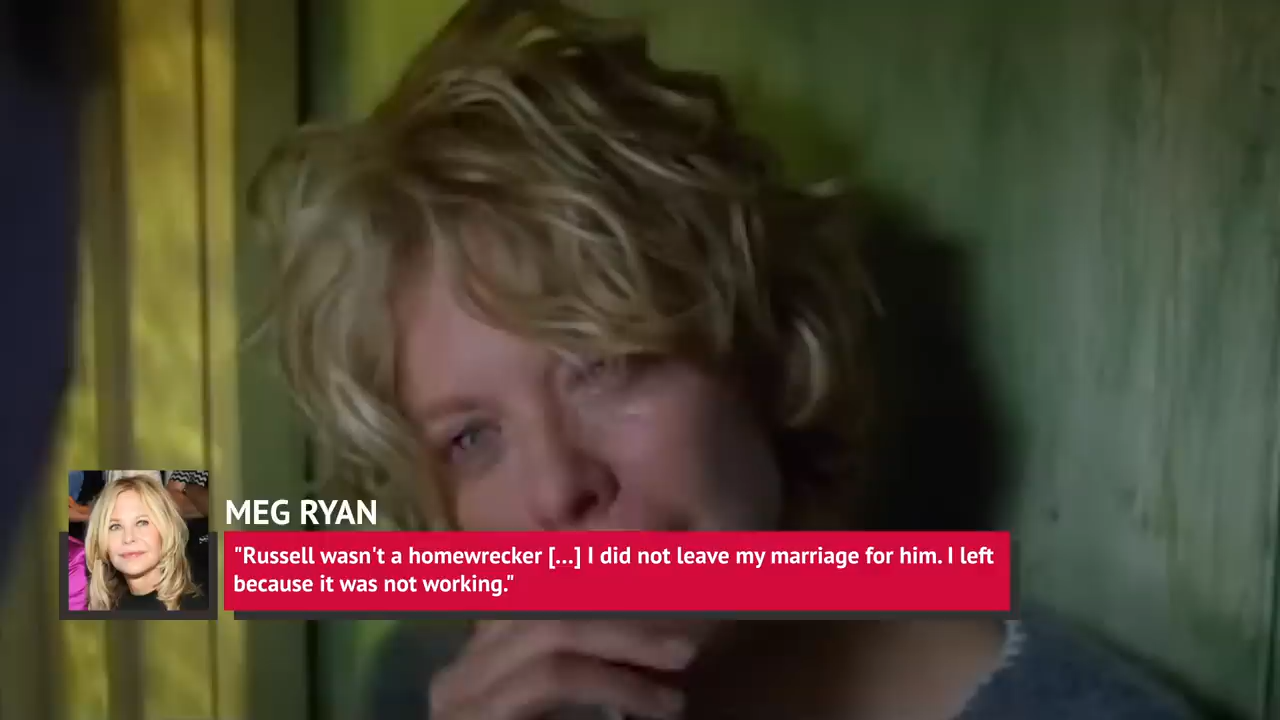 MEG RYAN
"Russell wasn't a homewrecker [...] I did not leave my marriage for him. I left
because it was not working."